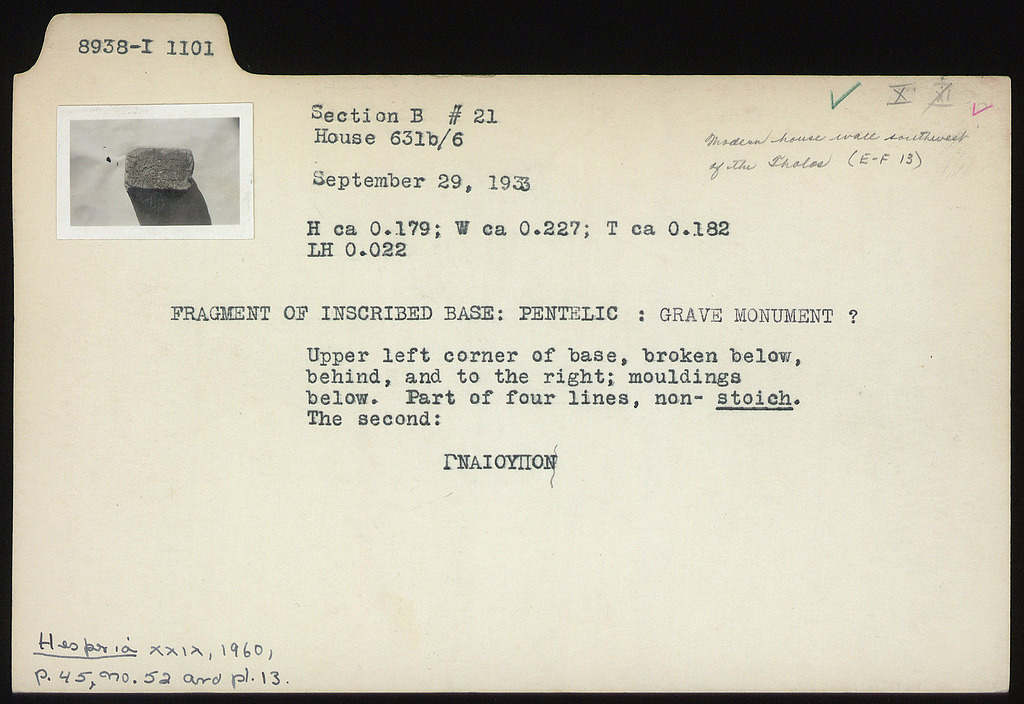 8938-I 1101
X XI
Section B # 21
House 631b/6
Modern house wall southwest
of the Tholos (E-F 13)
September 29, 1933
H ca 0.179; W ca 0.227; T ca 0.182
LH 0.022
FRAGMENT OF INSCRIBED BASE: PENTELIC : GRAVE MONUMENT ?
Upper left corner of base, broken below,
behind, and to the right; mouldings
below. Part of four lines, non- stoich.
The second:
ΓΝΑΙΟΥΠΟΝ
Hespria XXIX, 1960,
p. 45, no. 52 and pl. 13.